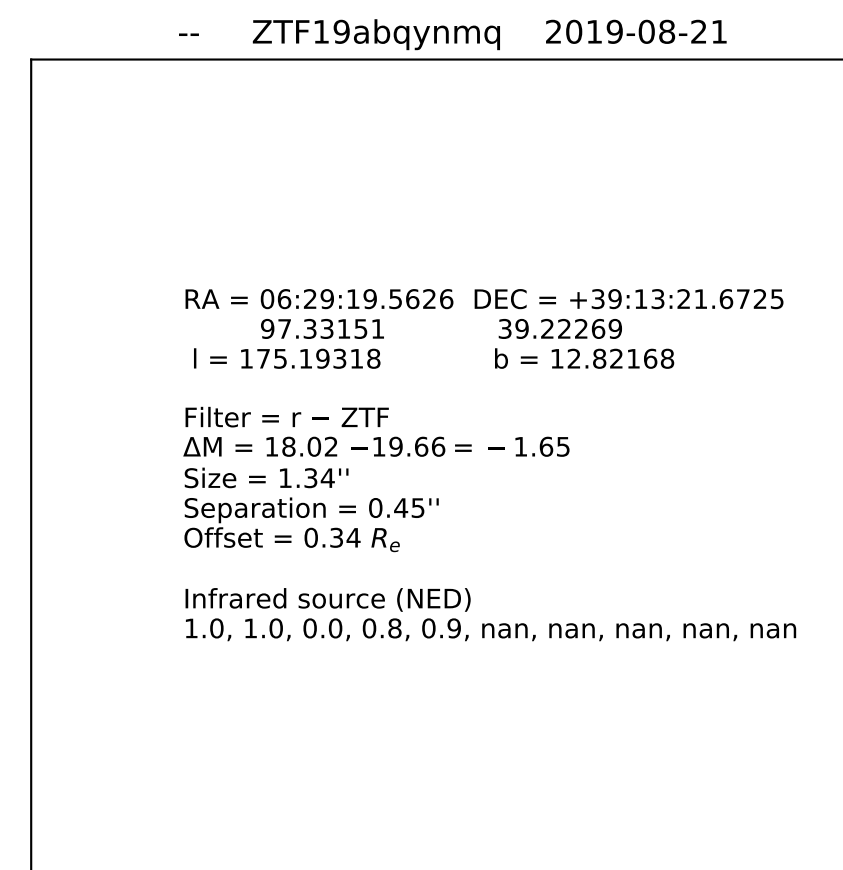 -- ZTF19abqynmq 2019-08-21
RA = 06:29:19.5626 DEC = +39:13:21.6725
97.33151 39.22269
l = 175.19318 b = 12.82168
Filter = r − ZTF
ΔM = 18.02 −19.66 = − 1.65
Size = 1.34''
Separation = 0.45''
Offset = 0.34 Rₑ
Infrared source (NED)
1.0, 1.0, 0.0, 0.8, 0.9, nan, nan, nan, nan, nan